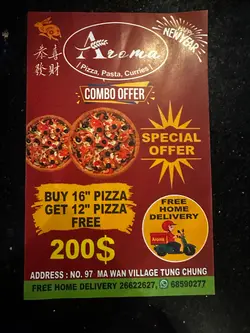 恭喜
發財
Aroma
HAPPY
NEW YEAR
( Pizza, Pasta, Curries )
COMBO OFFER
SPECIAL
OFFER
BUY 16" PIZZA
GET 12" PIZZA
FREE
200$
FREE
HOME
DELIVERY
Aroma
ADDRESS : NO. 97 MA WAN VILLAGE TUNG CHUNG
FREE HOME DELIVERY 26622627, 68590277